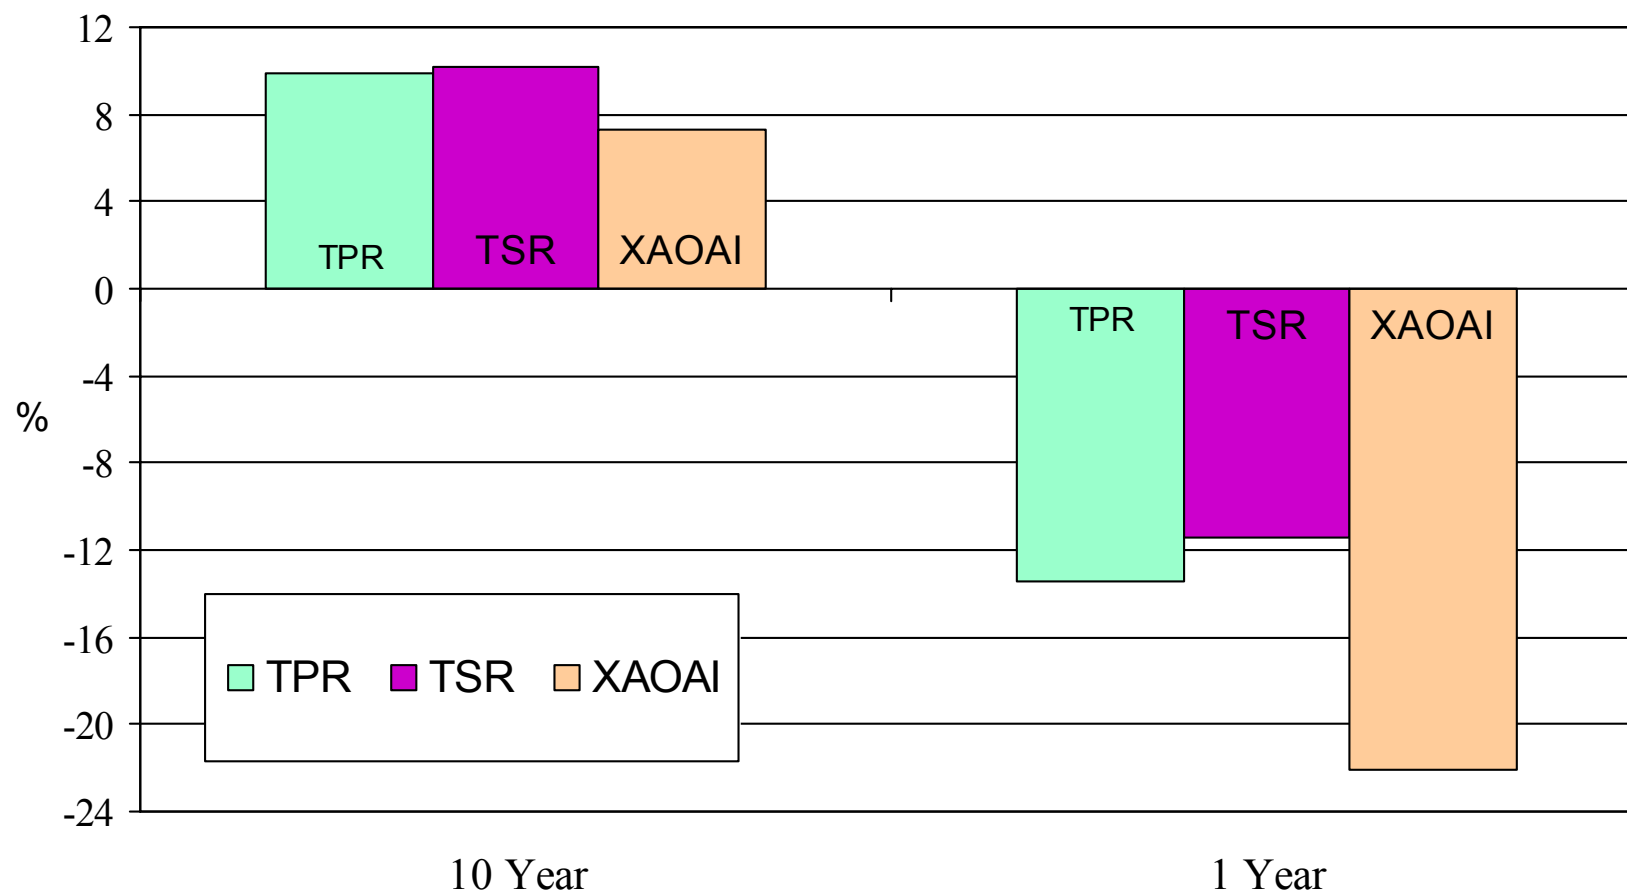 12
8
4
0
-4
-8
-12
-16
-20
-24
%
TPR TSR XAOAI
TPR TSR XAOAI
TPR TSR XAOAI
10 Year 1 Year